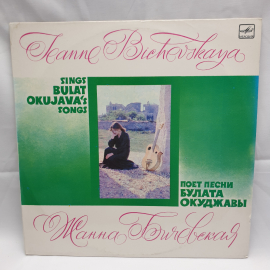 Jeanne Bichevskaya
SINGS
BULAT
OKUJAVA's
SONGS
ПОЕТ ПЕСНИ
БУЛАТА
ОКУДЖАВЫ
Жанна Бичевская